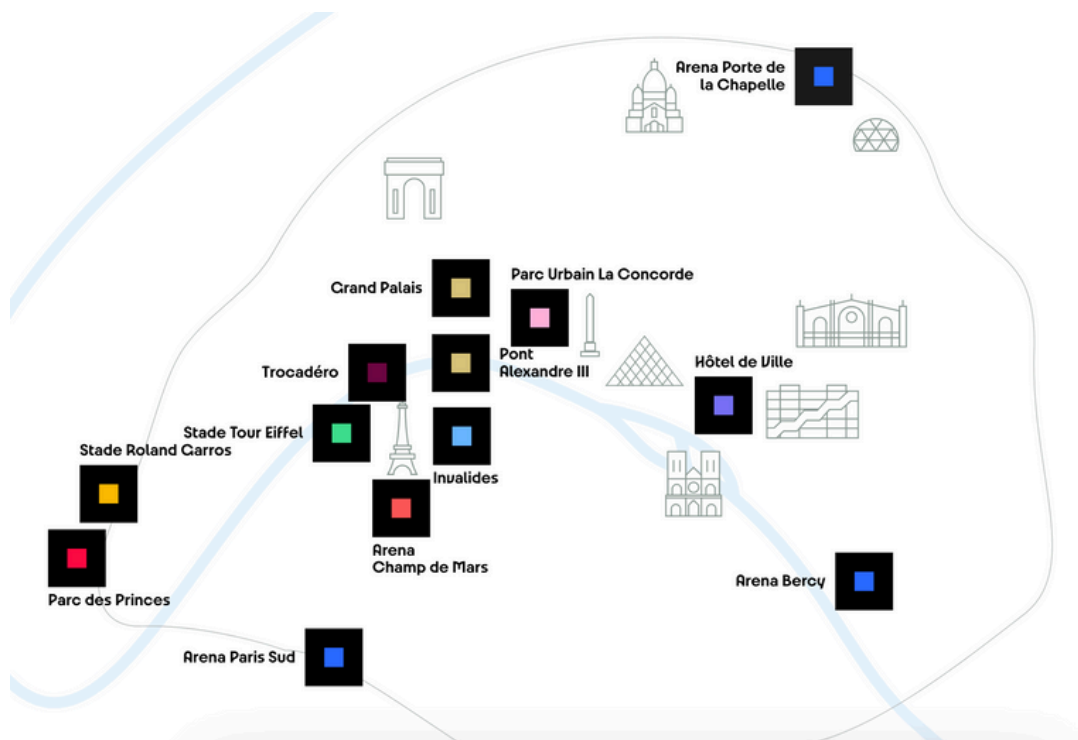 Arena Porte de
la Chapelle
Parc Urbain La Concorde
Grand Palais
Pont
Alexandre III
Trocadéro
Hôtel de Ville
Stade Tour Eiffel
Stade Roland Garros
Invalides
Arena
Champ de Mars
Arena Bercy
Parc des Princes
Arena Paris Sud